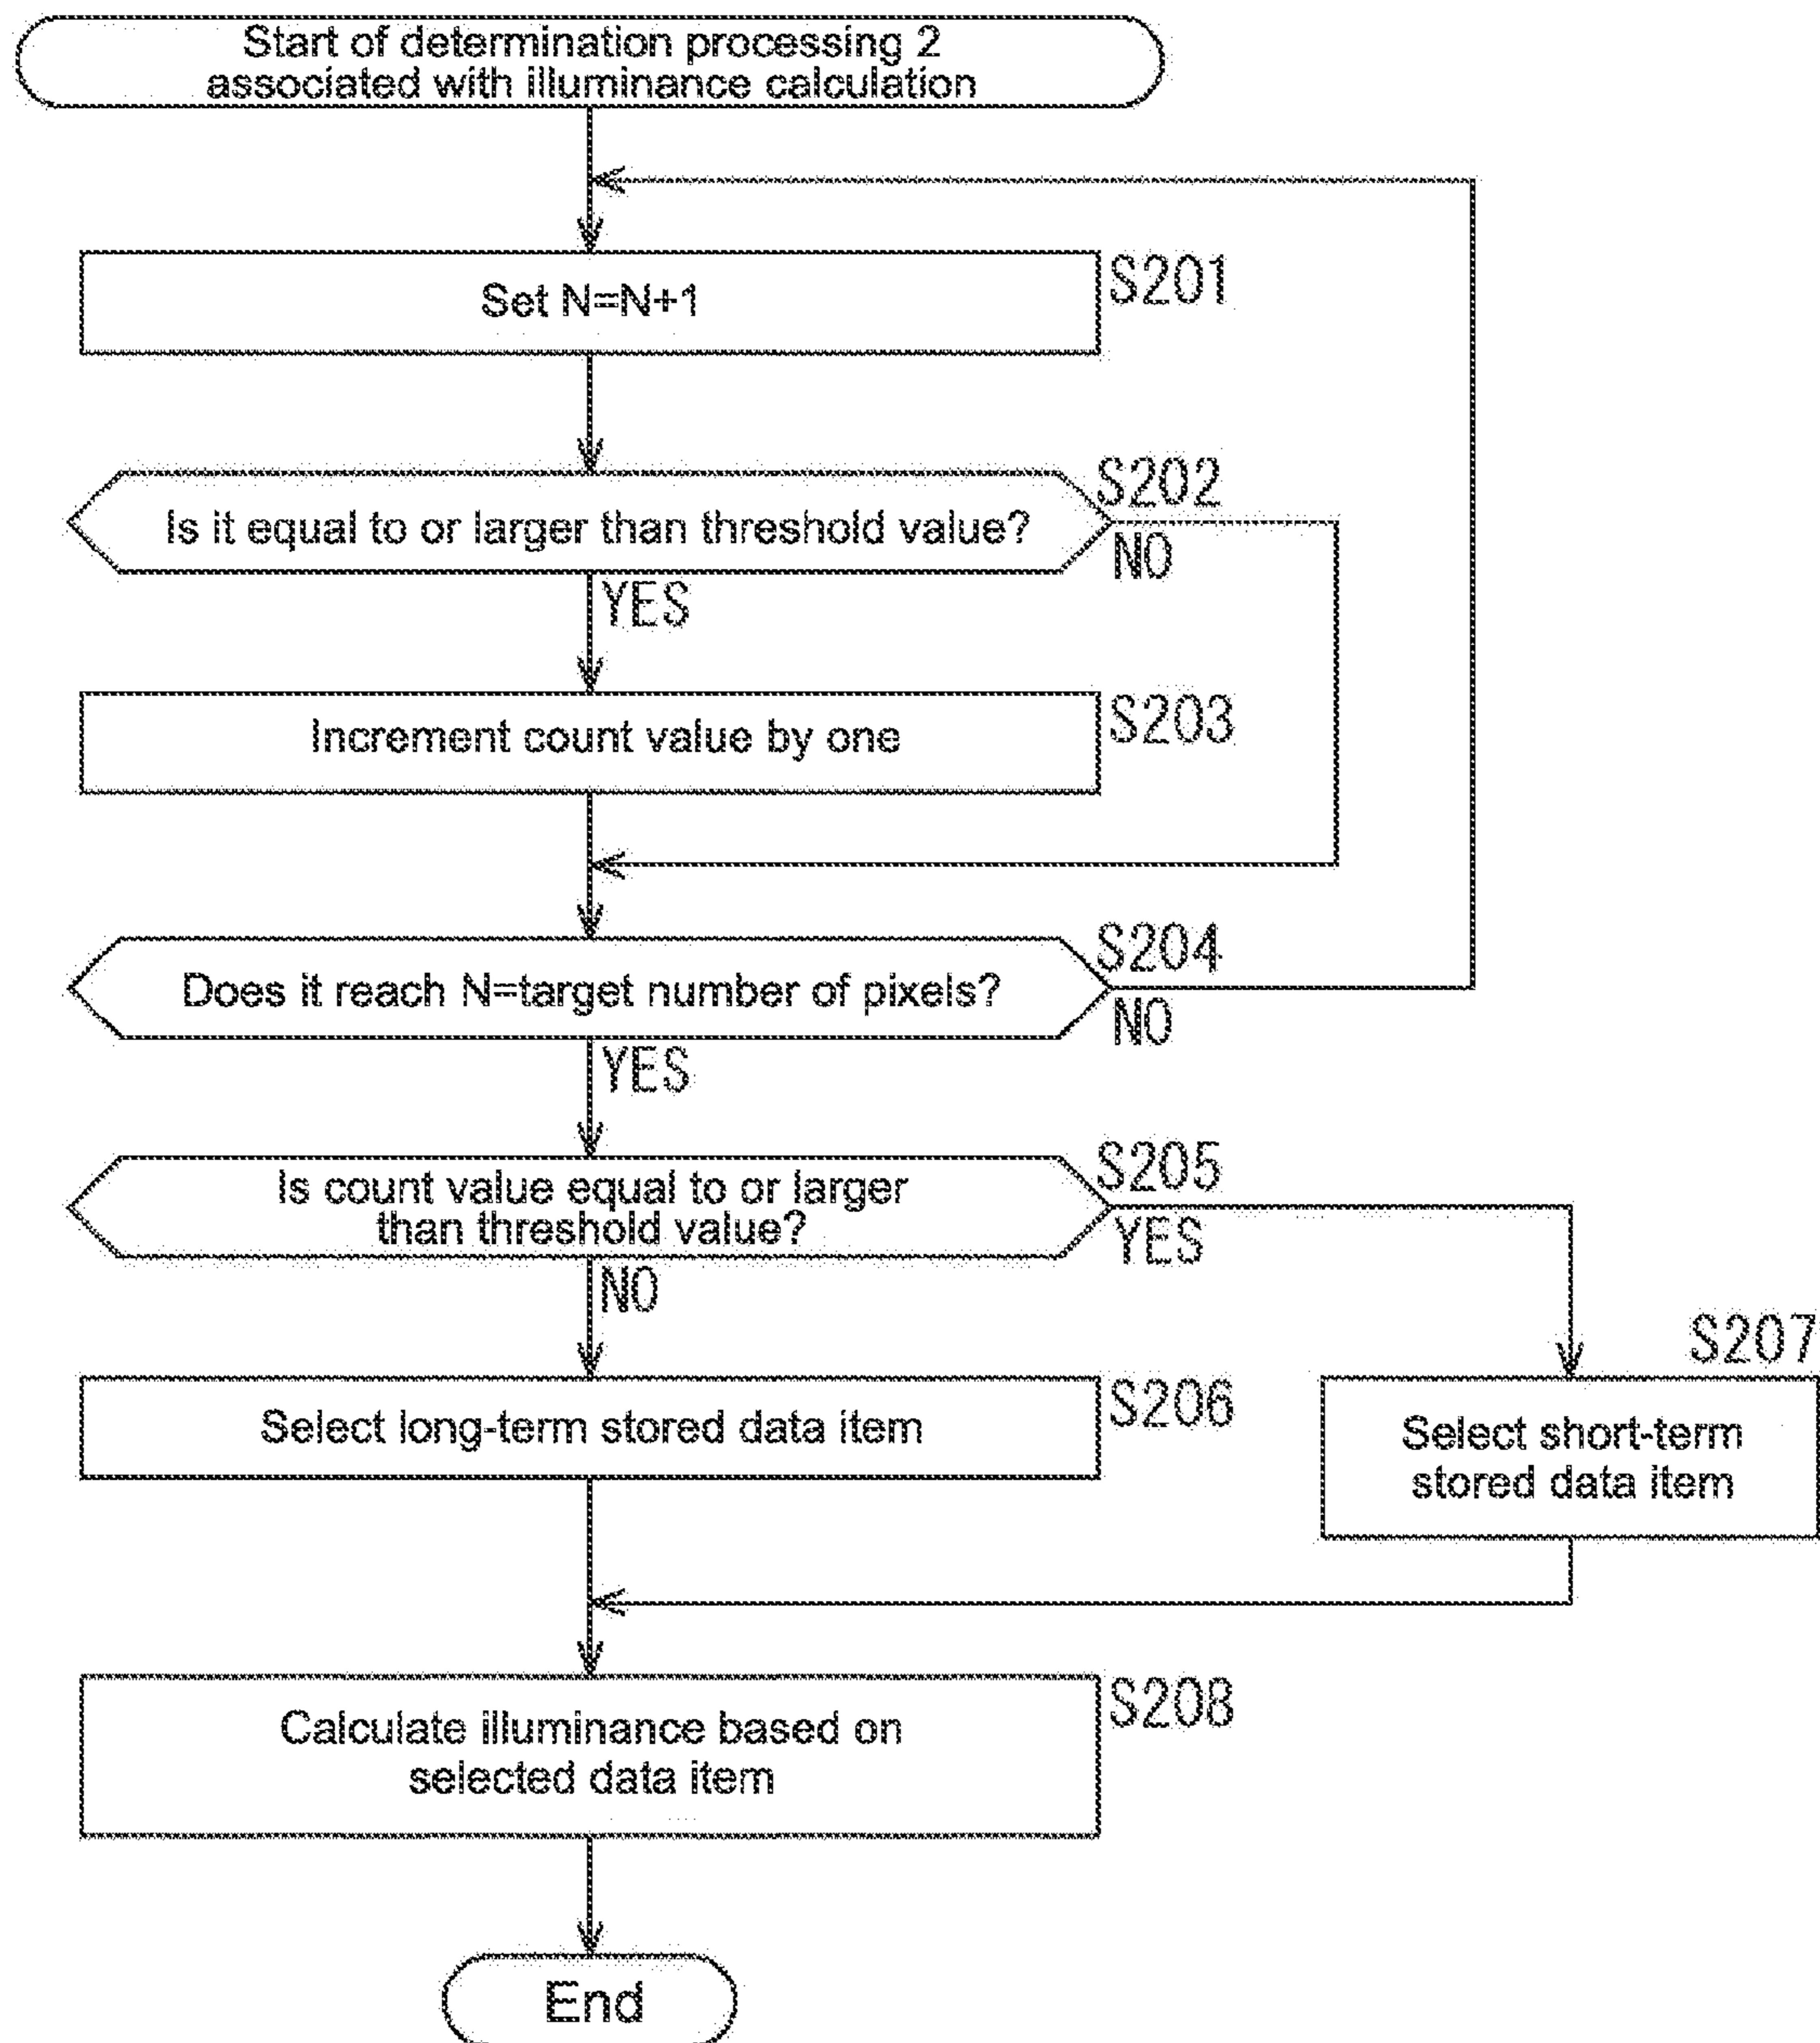 Start of determination processing 2
associated with illuminance calculation
Set N=N+1
S201
S202
Is it equal to or larger than threshold value?
NO
YES
Increment count value by one
S203
S204
Does it reach N=target number of pixels?
NO
YES
S205
Is count value equal to or larger
than threshold value?
YES
NO
S207
Select long-term stored data item
S206
Select short-term
stored data item
S208
Calculate illuminance based on
selected data item
End